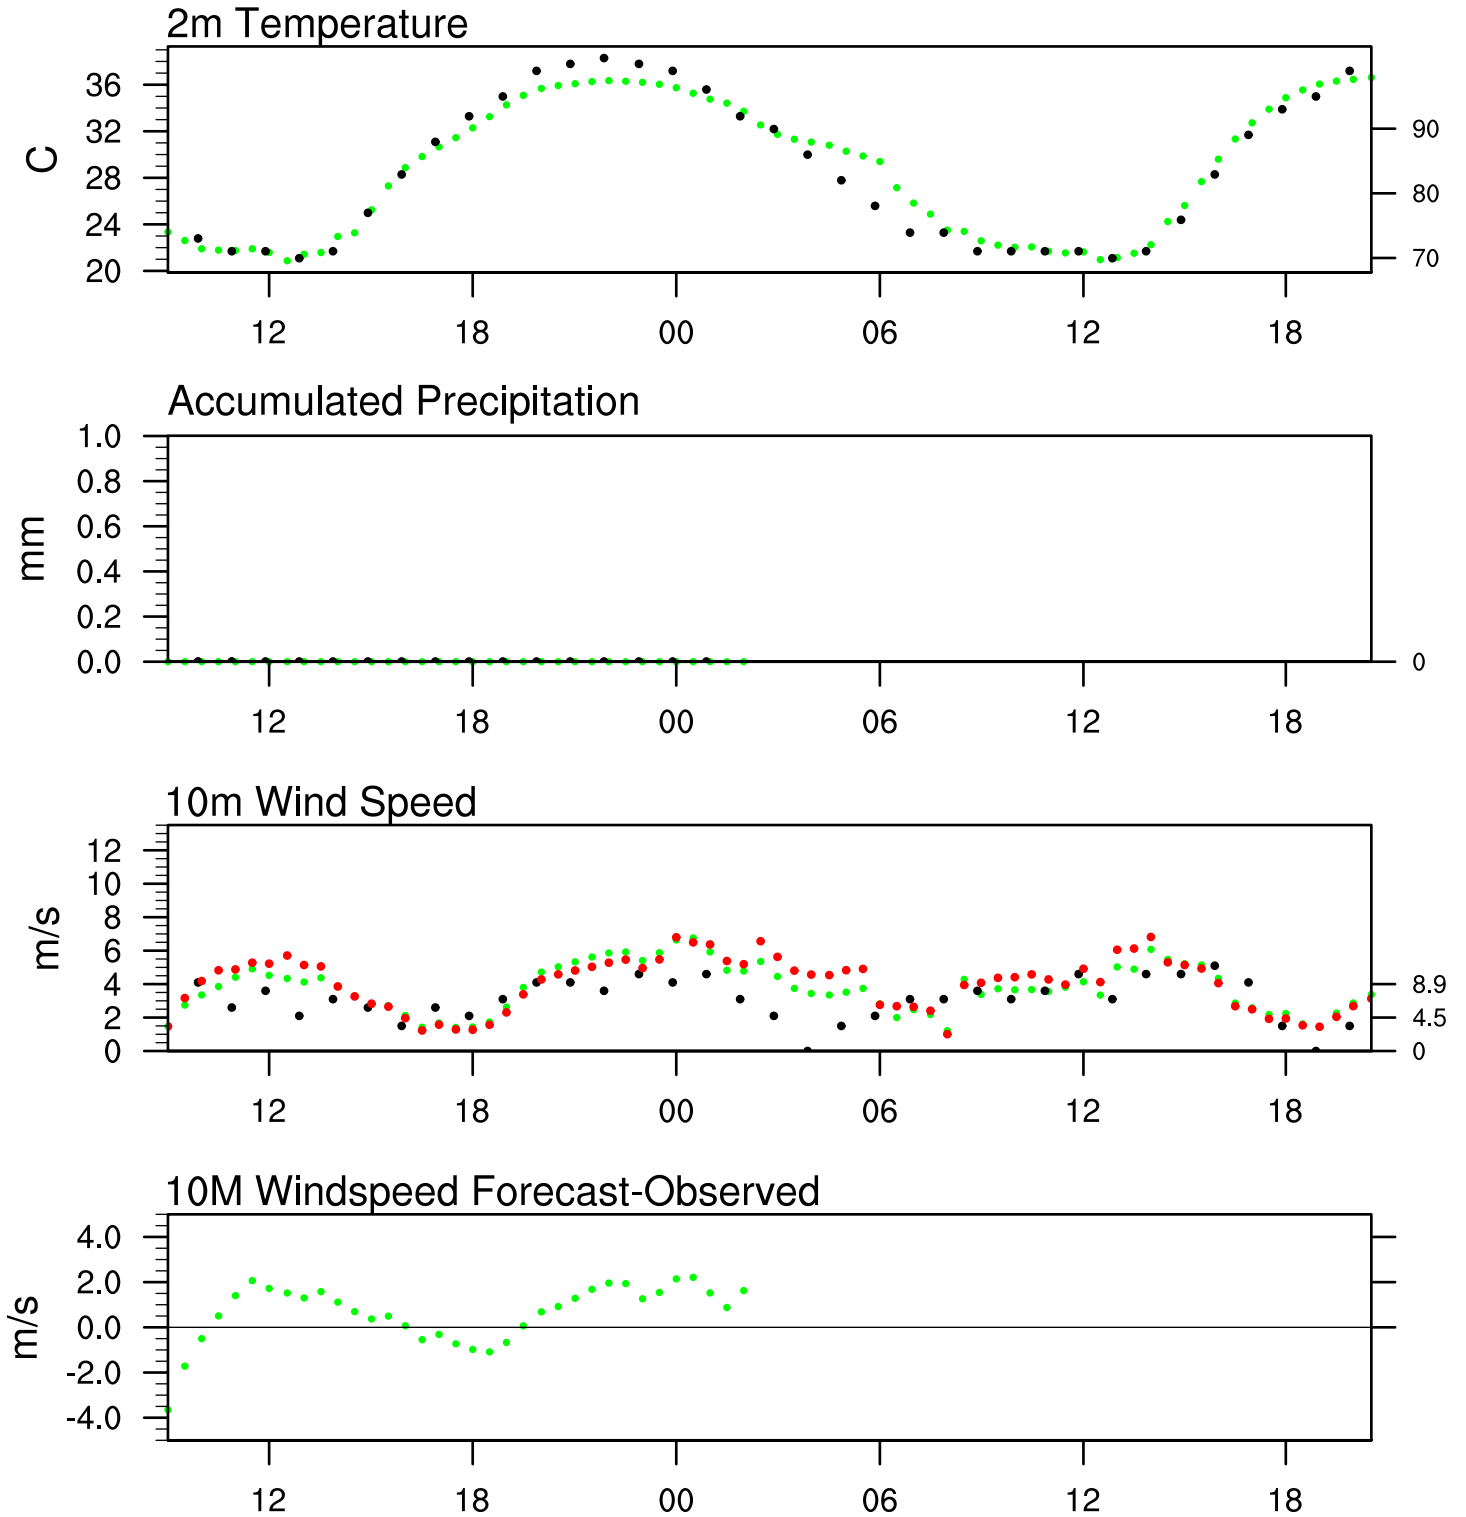 2m Temperature
36
32
28
24
20
C
90
80
70
12 18 00 06 12 18
Accumulated Precipitation
1.0
0.8
0.6
0.4
0.2
0.0
mm
0
12 18 00 06 12 18
10m Wind Speed
12
10
8
6
4
2
0
m/s
8.9
4.5
0
12 18 00 06 12 18
10M Windspeed Forecast-Observed
4.0
2.0
0.0
-2.0
-4.0
m/s
12 18 00 06 12 18